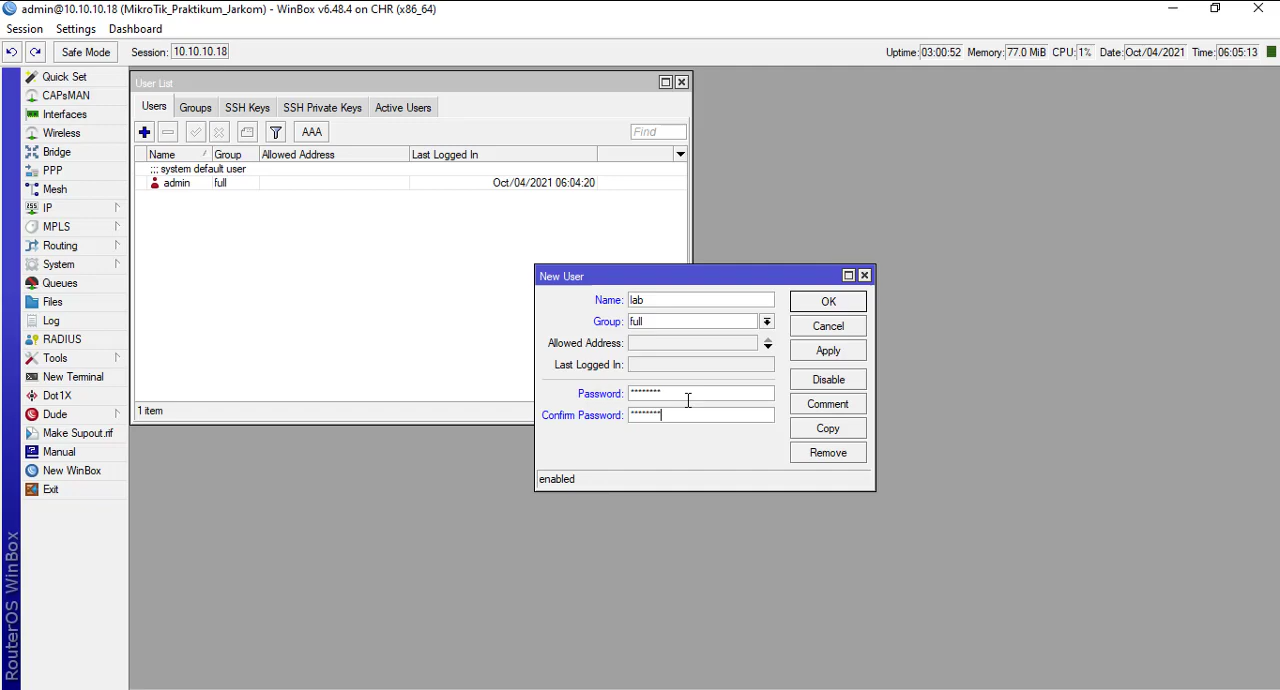 admin@10.10.10.18 (MikroTik_Praktikum_Jarkom) - WinBox v6.48.4 on CHR (x86_64)
Session Settings Dashboard
Safe Mode Session: 10.10.10.18 Uptime: 03:00:52 Memory: 77.0 MiB CPU: 1% Date: Oct/04/2021 Time: 06:05:13
Quick Set
CAPsMAN
Interfaces
Wireless
Bridge
PPP
Mesh
IP
MPLS
Routing
System
Queues
Files
Log
RADIUS
Tools
New Terminal
Dot1X
Dude
Make Supout.rif
Manual
New WinBox
Exit
RouterOS WinBox
User List
Users Groups SSH Keys SSH Private Keys Active Users
AAA Find
Name / Group Allowed Address Last Logged In
;;; system default user
admin full Oct/04/2021 06:04:20
1 item
New User
Name: lab
Group: full
Allowed Address:
Last Logged In:
Password: ********
Confirm Password: ********
OK
Cancel
Apply
Disable
Comment
Copy
Remove
enabled